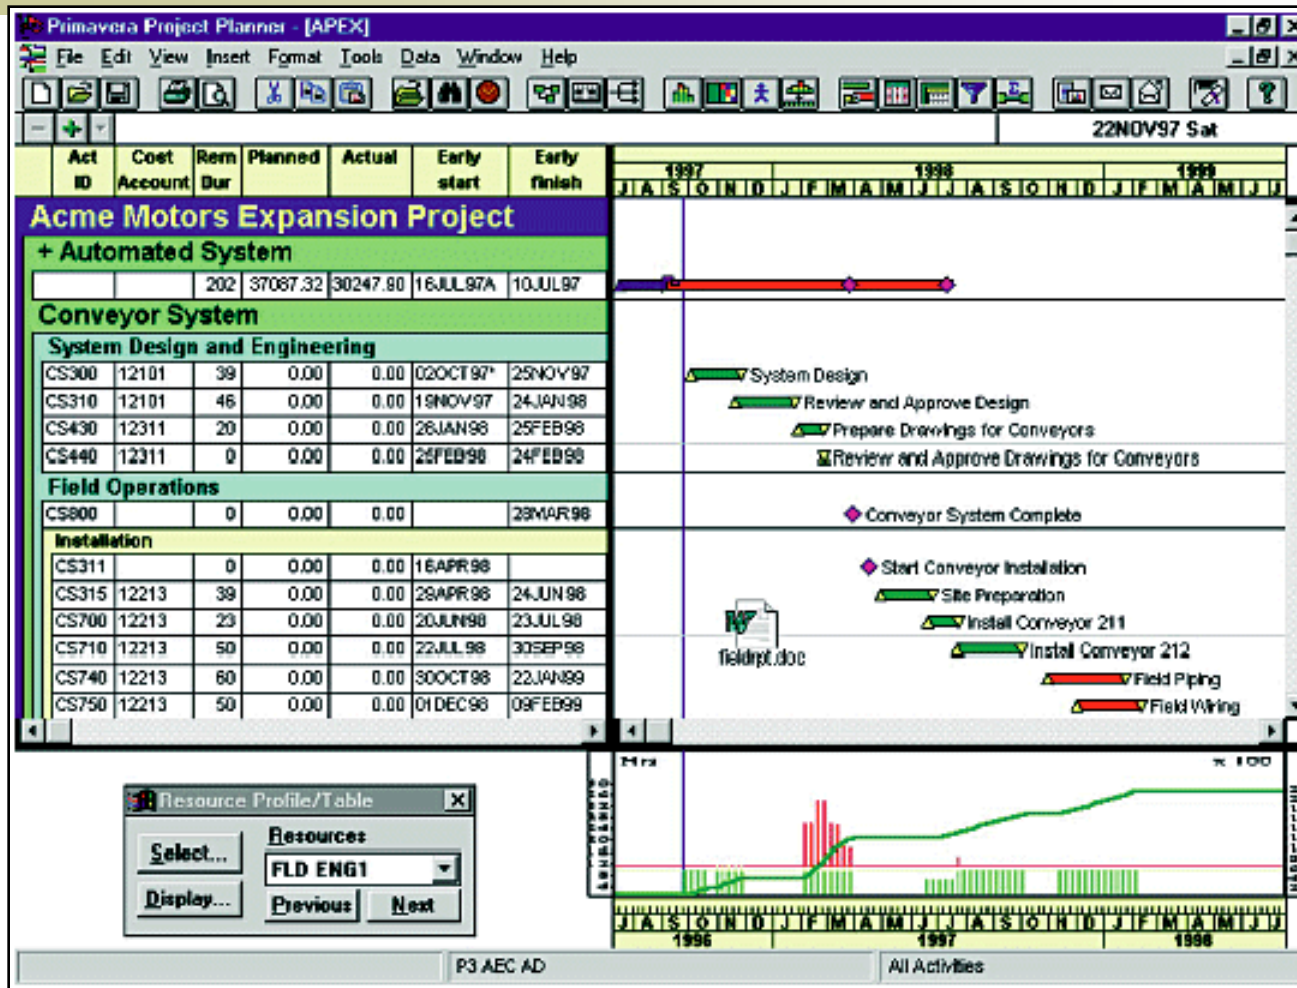 Primavera Project Planner - [APEX]
File Edit View Insert Format Tools Data Window Help
22NOV97 Sat
Act ID Cost Account Rem Dur Planned Actual Early start Early finish
1997 1998 1999
J A S O N D J F M A M J J A S O N D J F M A M J J
Acme Motors Expansion Project
+ Automated System
202 37087.32 30247.90 16JUL97A 10JUL97
Conveyor System
System Design and Engineering
CS300 12101 39 0.00 0.00 02OCT97* 25NOV97 System Design
CS310 12101 46 0.00 0.00 19NOV97 24JAN98 Review and Approve Design
CS430 12311 20 0.00 0.00 26JAN98 25FEB98 Prepare Drawings for Conveyors
CS440 12311 0 0.00 0.00 25FEB98 24FEB98 Review and Approve Drawings for Conveyors
Field Operations
CS800 0 0.00 0.00 28MAR98 Conveyor System Complete
Installation
CS311 0 0.00 0.00 16APR98 Start Conveyor Installation
CS315 12213 39 0.00 0.00 29APR98 24JUN98 Site Preparation
CS700 12213 23 0.00 0.00 20JUN98 23JUL98 Install Conveyor 211
CS710 12213 50 0.00 0.00 22JUL98 30SEP98 Install Conveyor 212
fieldrpt.doc
CS740 12213 60 0.00 0.00 30OCT98 22JAN99 Field Piping
CS750 12213 50 0.00 0.00 01DEC98 09FEB99 Field Wiring
Hrs x 100
Resource Profile/Table
Resources
Select...
FLD ENG1
Display...
Previous Next
J A S O N D J F M A M J J A S O N D J F M A M J J
1996 1997 1998
P3 AEC AD All Activities